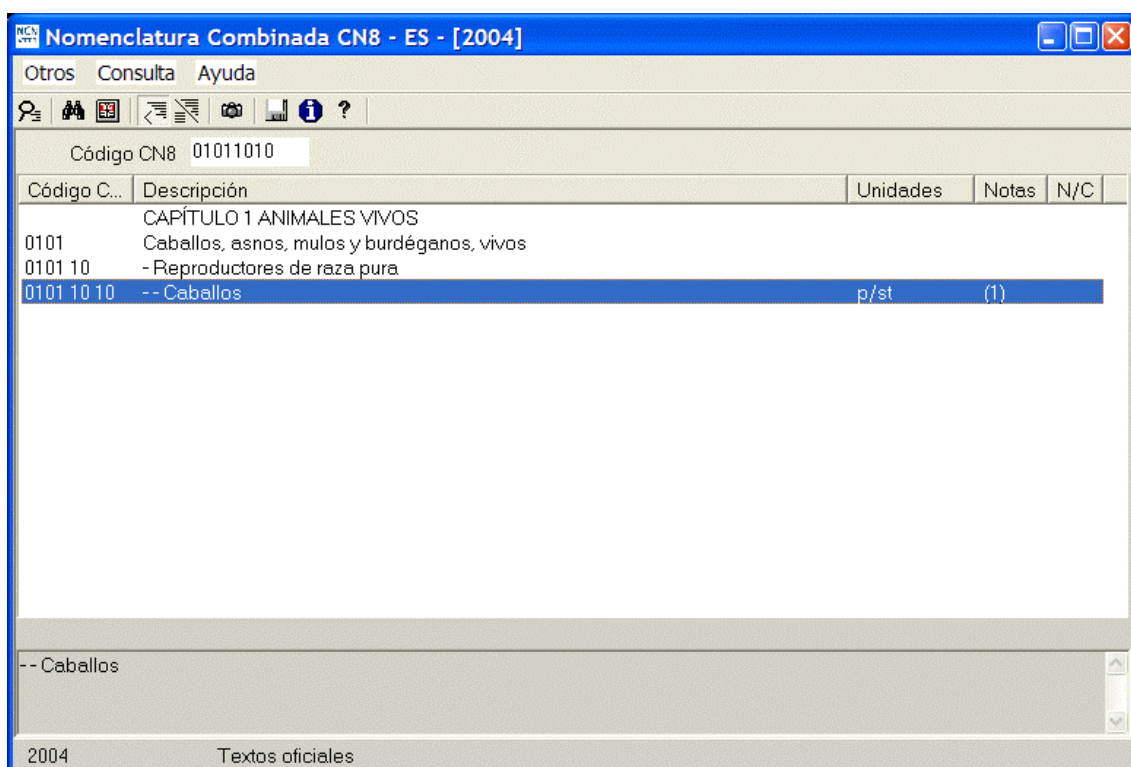 Nomenclatura Combinada CN8 - ES - [2004]
Otros Consulta Ayuda
Código CN8 01011010
Código C... Descripción Unidades Notas N/C
CAPÍTULO 1 ANIMALES VIVOS
0101 Caballos, asnos, mulos y burdéganos, vivos
0101 10 - Reproductores de raza pura
0101 10 10 -- Caballos p/st (1)
-- Caballos
2004 Textos oficiales